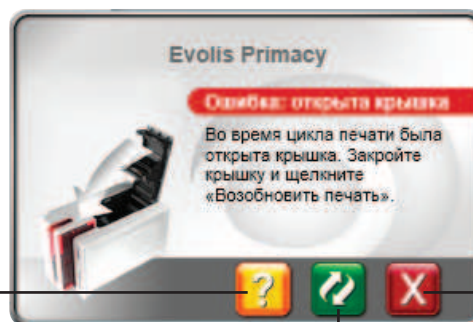 Evolis Primacy
Ошибка: открыта крышка
Во время цикла печати была
открыта крышка. Закройте
крышку и щелкните
«Возобновить печать».
?
X